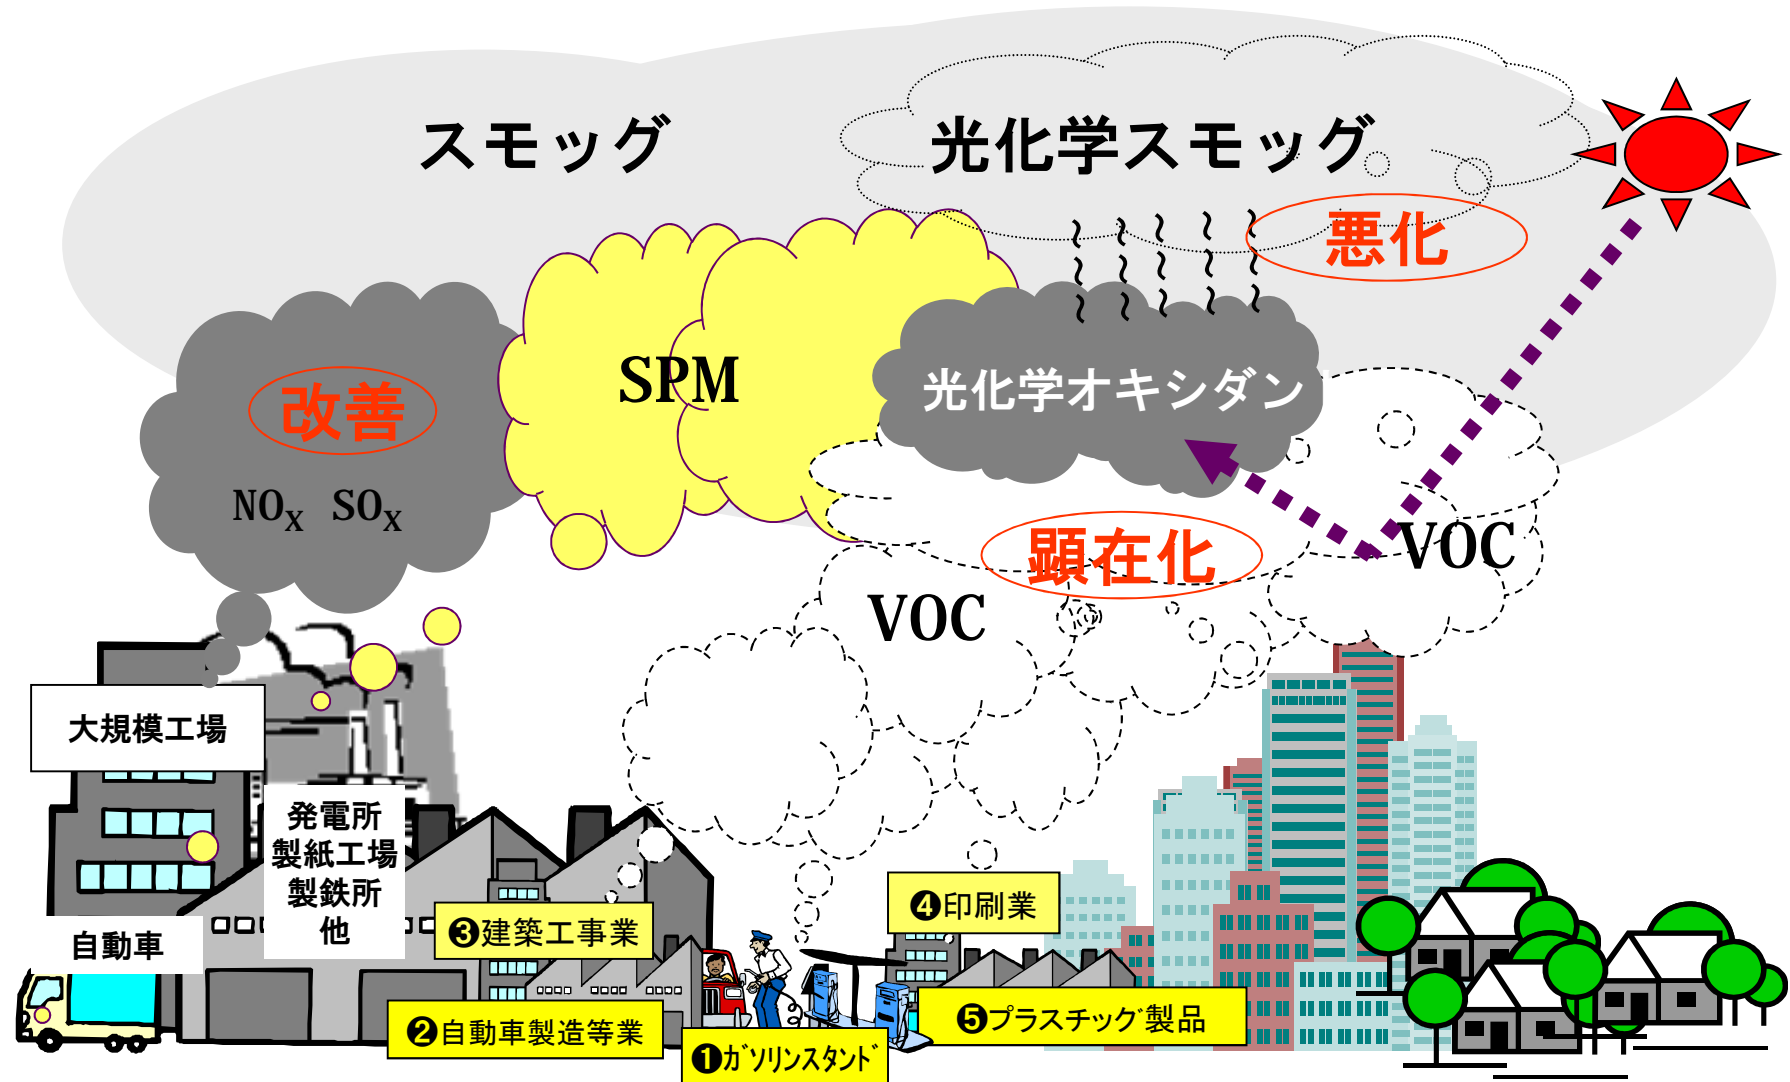 スモッグ
光化学スモッグ
悪化
改善
NOX SOX
SPM
光化学オキシダン
顕在化
VOC
VOC
大規模工場
発電所
製紙工場
製鉄所
他
自動車
❸建築工事業
❹印刷業
❷自動車製造等業
❺プラスチック゛製品
❶ガソリンスタンド